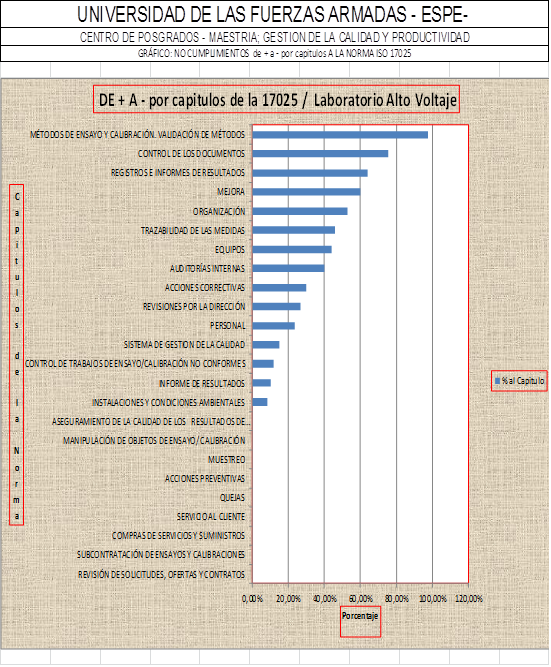 UNIVERSIDAD DE LAS FUERZAS ARMADAS - ESPE-
CENTRO DE POSGRADOS - MAESTRIA; GESTION DE LA CALIDAD Y PRODUCTIVIDAD
GRÁFICO: NO CUMPLIMIENTOS de + a - por capitulos A LA NORMA ISO 17025
DE + A - por capitulos de la 17025 / Laboratorio Alto Voltaje
MÉTODOS DE ENSAYO Y CALIBRACIÓN. VALIDACIÓN DE MÉTODOS
CONTROL DE LOS DOCUMENTOS
REGISTROS E INFORMES DE RESULTADOS
MEJORA
ORGANIZACIÓN
TRAZABILIDAD DE LAS MEDIDAS
EQUIPOS
AUDITORÍAS INTERNAS
ACCIONES CORRECTIVAS
REVISIONES POR LA DIRECCIÓN
PERSONAL
SISTEMA DE GESTION DE LA CALIDAD
CONTROL DE TRABAJOS DE ENSAYO/CALIBRACIÓN NO CONFORMES
INFORME DE RESULTADOS
INSTALACIONES Y CONDICIONES AMBIENTALES
ASEGURAMIENTO DE LA CALIDAD DE LOS RESULTADOS DE...
MANIPULACIÓN DE OBJETOS DE ENSAYO / CALIBRACIÓN
MUESTREO
ACCIONES PREVENTIVAS
QUEJAS
SERVICIO AL CLIENTE
COMPRAS DE SERVICIOS Y SUMINISTROS
SUBCONTRATACIÓN DE ENSAYOS Y CALIBRACIONES
REVISIÓN DE SOLICITUDES, OFERTAS Y CONTRATOS
Capitulos de la Norma
0,00% 20,00% 40,00% 60,00% 80,00% 100,00% 120,00%
Porcentaje
% al Capitulo